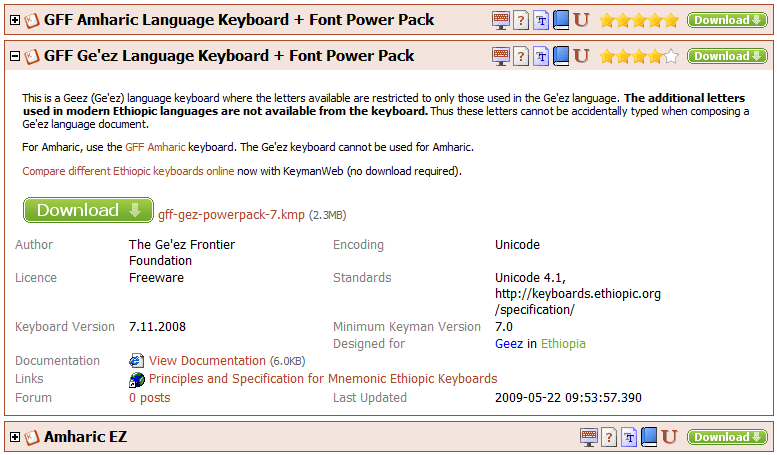 GFF Amharic Language Keyboard + Font Power Pack ? T U Download
GFF Ge'ez Language Keyboard + Font Power Pack ? T U Download
This is a Geez (Ge'ez) language keyboard where the letters available are restricted to only those used in the Ge'ez language. The additional letters
used in modern Ethiopic languages are not available from the keyboard. Thus these letters cannot be accidentally typed when composing a
Ge'ez language document.
For Amharic, use the GFF Amharic keyboard. The Ge'ez keyboard cannot be used for Amharic.
Compare different Ethiopic keyboards online now with KeymanWeb (no download required).
Download gff-gez-powerpack-7.kmp (2.3MB)
Author The Ge'ez Frontier Encoding Unicode
Foundation
Licence Freeware Standards Unicode 4.1,
http://keyboards.ethiopic.org
/specification/
Keyboard Version 7.11.2008 Minimum Keyman Version 7.0
Designed for Geez in Ethiopia
Documentation View Documentation (6.0KB)
Links Principles and Specification for Mnemonic Ethiopic Keyboards
Forum 0 posts Last Updated 2009-05-22 09:53:57.390
Amharic EZ ? T U Download